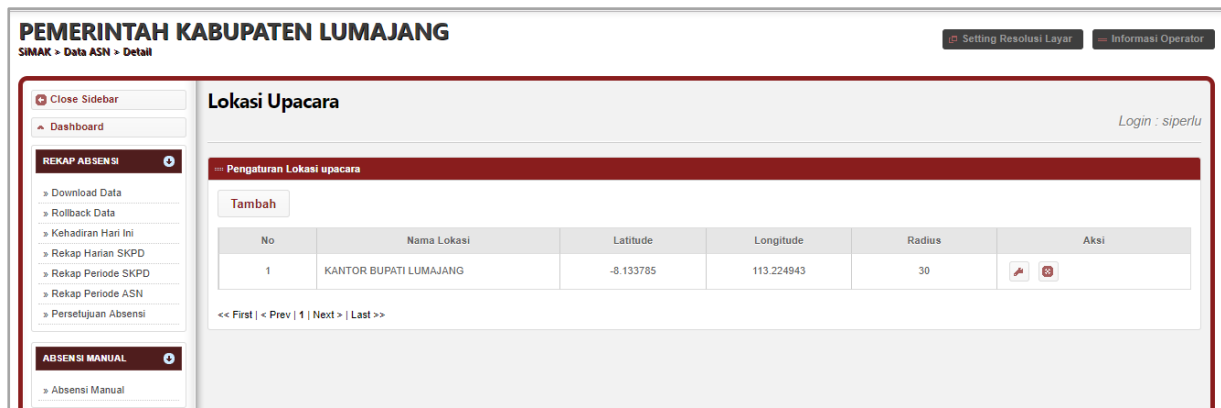 PEMERINTAH KABUPATEN LUMAJANG
SiMAK > Data ASN > Detail
Setting Resolusi Layar
Informasi Operator
Close Sidebar
Dashboard
REKAP ABSENSI
» Download Data
» Rollback Data
» Kehadiran Hari Ini
» Rekap Harian SKPD
» Rekap Periode SKPD
» Rekap Periode ASN
» Persetujuan Absensi
ABSENSI MANUAL
» Absensi Manual
Lokasi Upacara
Login : siperlu
Pengaturan Lokasi upacara
Tambah
No Nama Lokasi Latitude Longitude Radius Aksi
1 KANTOR BUPATI LUMAJANG -8.133785 113.224943 30
<< First | < Prev | 1 | Next > | Last >>